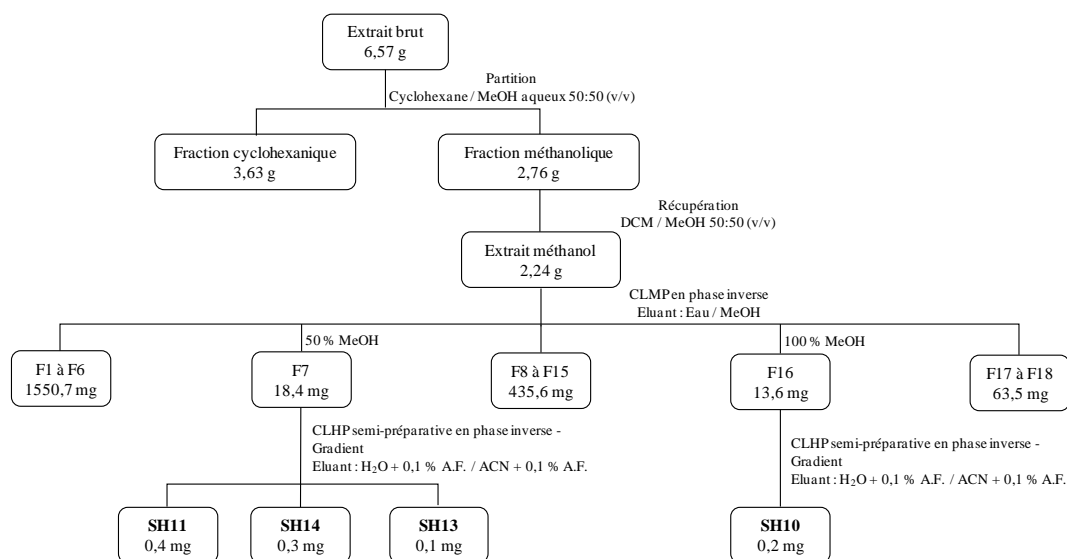 Extrait brut
6,57 g
Partition
Cyclohexane / MeOH aqueux 50:50 (v/v)
Fraction cyclohexanique
3,63 g
Fraction méthanolique
2,76 g
Récupération
DCM / MeOH 50:50 (v/v)
Extrait méthanol
2,24 g
CLMP en phase inverse
Eluant : Eau / MeOH
50 % MeOH
100 % MeOH
F1 à F6
1550,7 mg
F7
18,4 mg
F8 à F15
435,6 mg
F16
13,6 mg
F17 à F18
63,5 mg
CLHP semi-préparative en phase inverse -
Gradient
Eluant : H₂O + 0,1 % A.F. / ACN + 0,1 % A.F.
CLHP semi-préparative en phase inverse -
Gradient
Eluant : H₂O + 0,1 % A.F. / ACN + 0,1 % A.F.
SH11
0,4 mg
SH14
0,3 mg
SH13
0,1 mg
SH10
0,2 mg